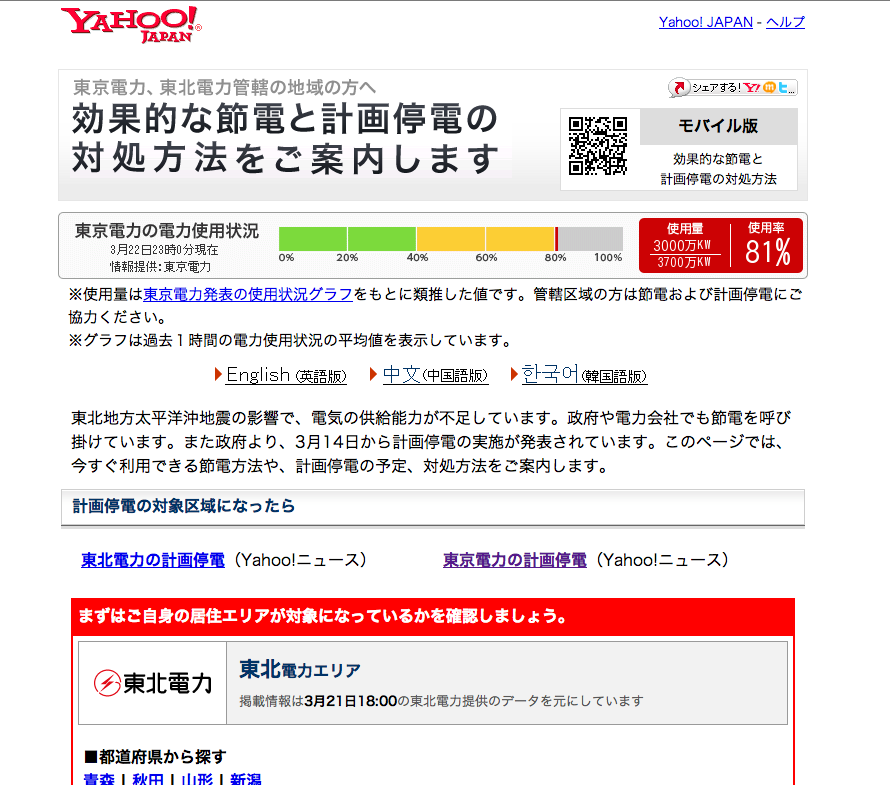 YAHOO!
JAPAN
Yahoo! JAPAN - ヘルプ
東京電力、東北電力管轄の地域の方へ
効果的な節電と計画停電の
対処方法をご案内します
シェアする!
モバイル版
効果的な節電と
計画停電の対処方法
東京電力の電力使用状況
3月22日23時0分現在
情報提供:東京電力
0% 20% 40% 60% 80% 100%
使用量
3000万KW
3700万KW
使用率
81%
※使用量は東京電力発表の使用状況グラフをもとに類推した値です。管轄区域の方は節電および計画停電にご
協力ください。
※グラフは過去1時間の電力使用状況の平均値を表示しています。
English (英語版) 中文(中国語版) 한국어(韓国語版)
東北地方太平洋沖地震の影響で、電気の供給能力が不足しています。政府や電力会社でも節電を呼び
掛けています。また政府より、3月14日から計画停電の実施が発表されています。このページでは、
今すぐ利用できる節電方法や、計画停電の予定、対処方法をご案内します。
計画停電の対象区域になったら
東北電力の計画停電(Yahoo!ニュース) 東京電力の計画停電(Yahoo!ニュース)
まずはご自身の居住エリアが対象になっているかを確認しましょう。
東北電力
東北電力エリア
掲載情報は3月21日18:00の東北電力提供のデータを元にしています
■都道府県から探す
青森 | 秋田 | 山形 | 新潟